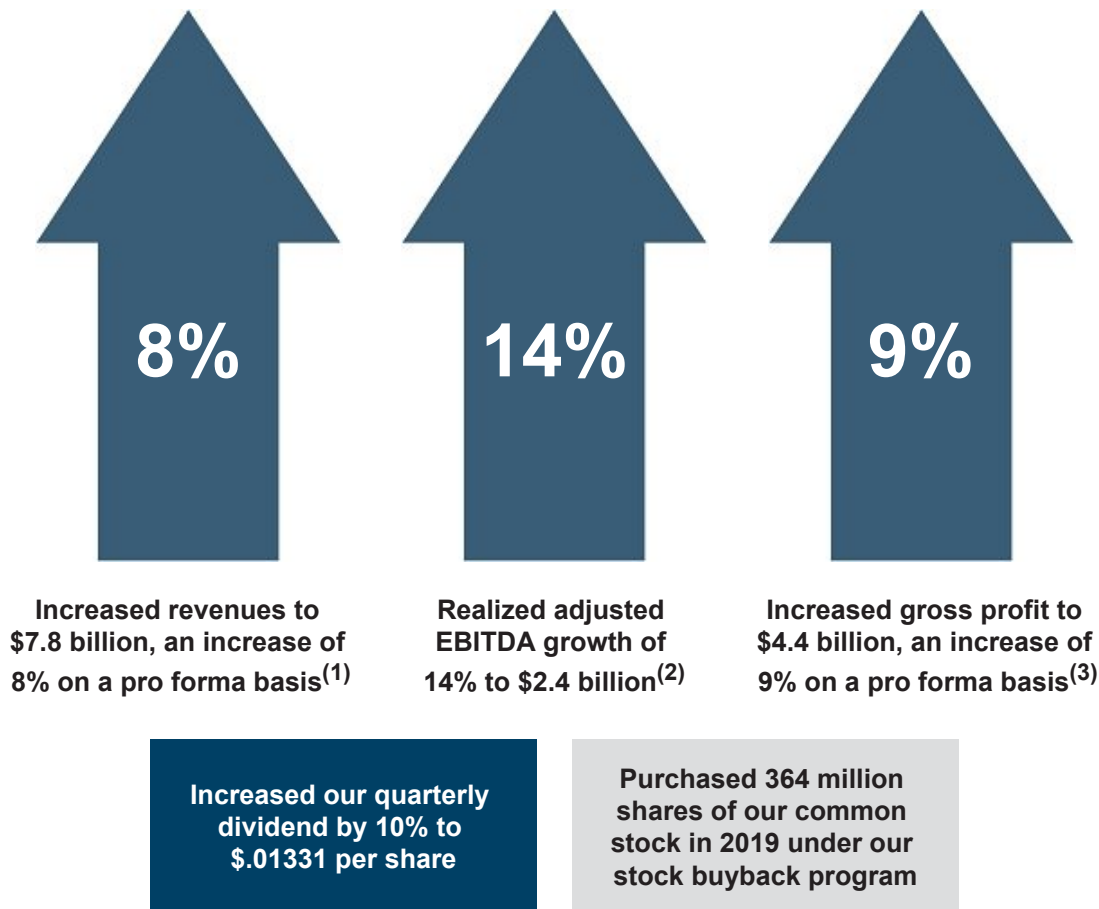 8%
14%
9%
Increased revenues to
$7.8 billion, an increase of
8% on a pro forma basis(1)
Realized adjusted
EBITDA growth of
14% to $2.4 billion(2)
Increased gross profit to
$4.4 billion, an increase of
9% on a pro forma basis(3)
Increased our quarterly
dividend by 10% to
$.01331 per share
Purchased 364 million
shares of our common
stock in 2019 under our
stock buyback program